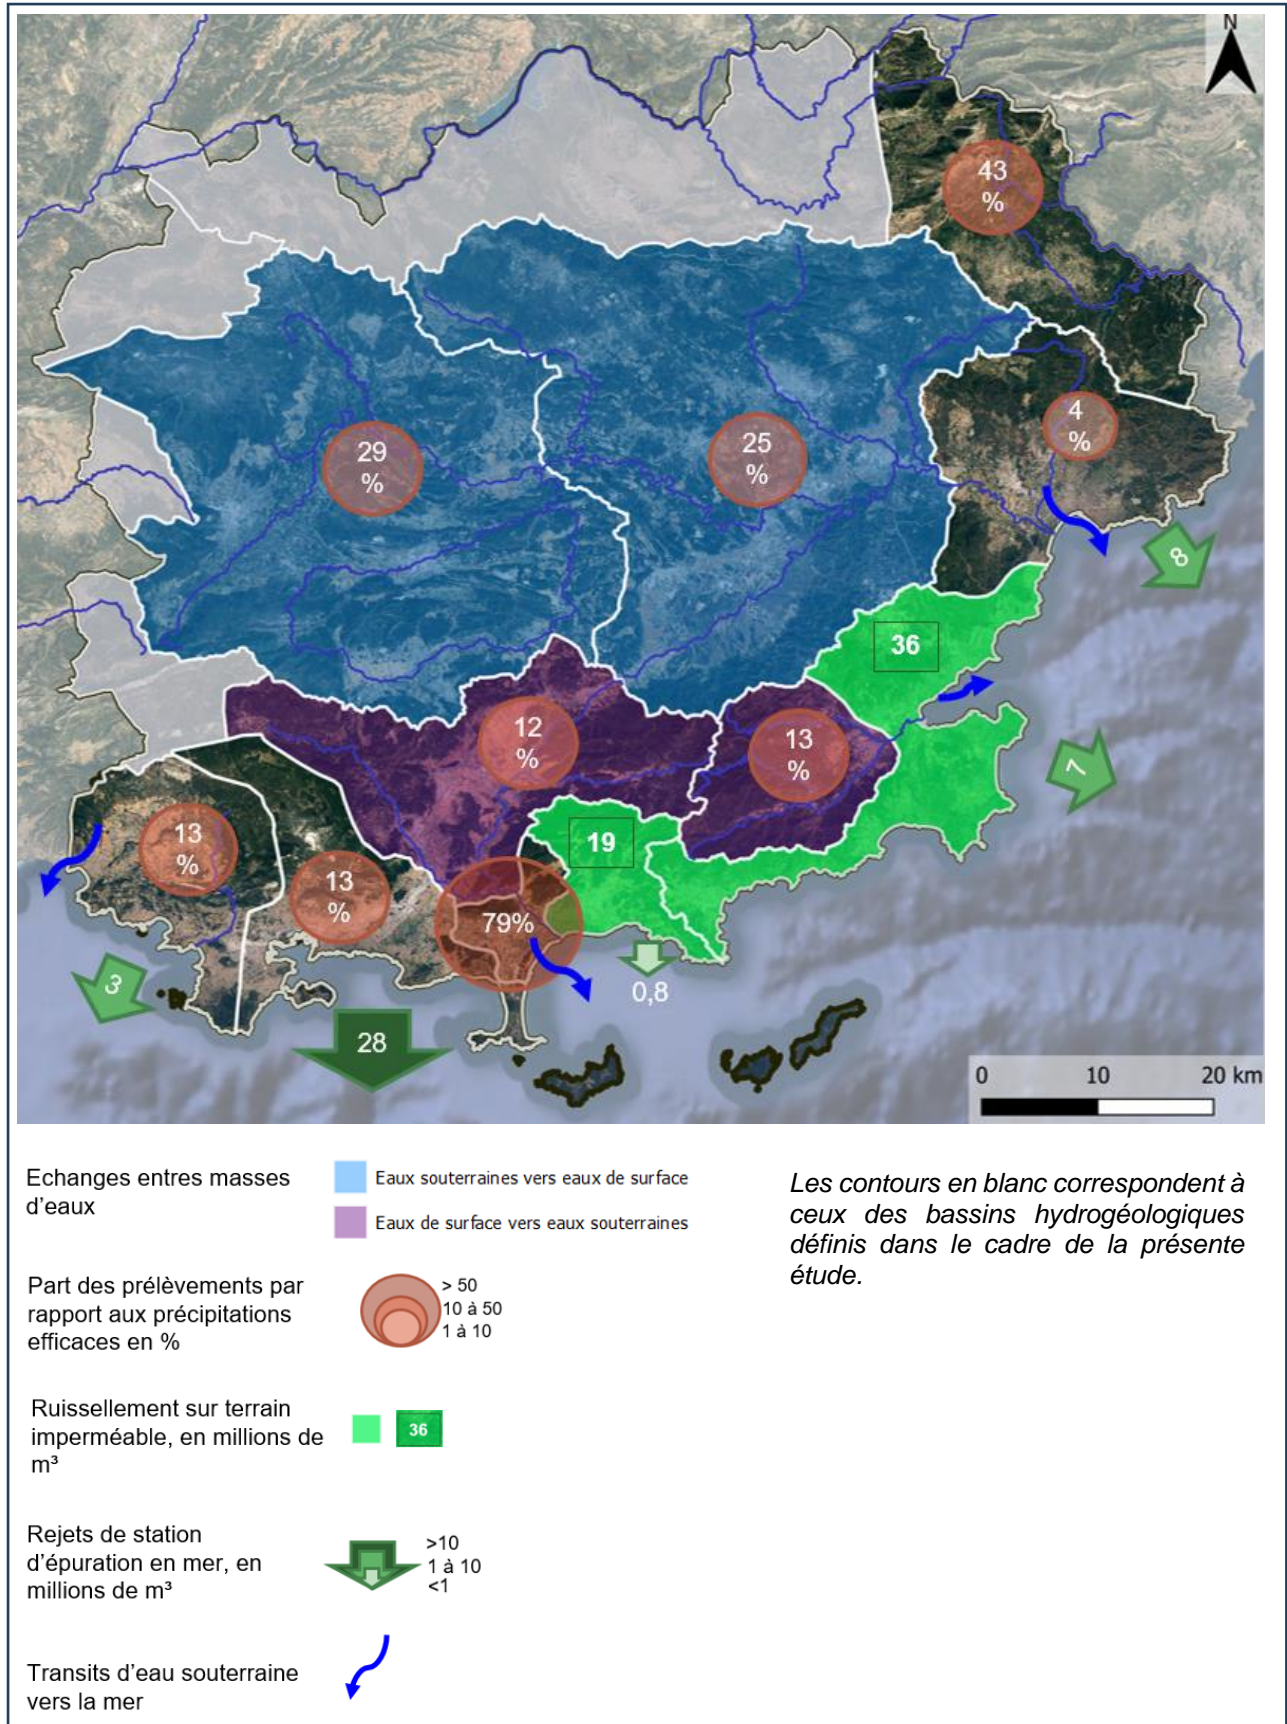 N
43
%
4
%
29
%
25
%
8
36
12
%
13
%
7
19
13
%
13
%
79%
3
0,8
28
0 10 20 km
Echanges entres masses
d'eaux
Eaux souterraines vers eaux de surface
Eaux de surface vers eaux souterraines
Les contours en blanc correspondent à
ceux des bassins hydrogéologiques
définis dans le cadre de la présente
étude.
Part des prélèvements par
rapport aux précipitations
efficaces en %
> 50
10 à 50
1 à 10
Ruissellement sur terrain
imperméable, en millions de
m³
36
Rejets de station
d'épuration en mer, en
millions de m³
>10
1 à 10
<1
Transits d'eau souterraine
vers la mer